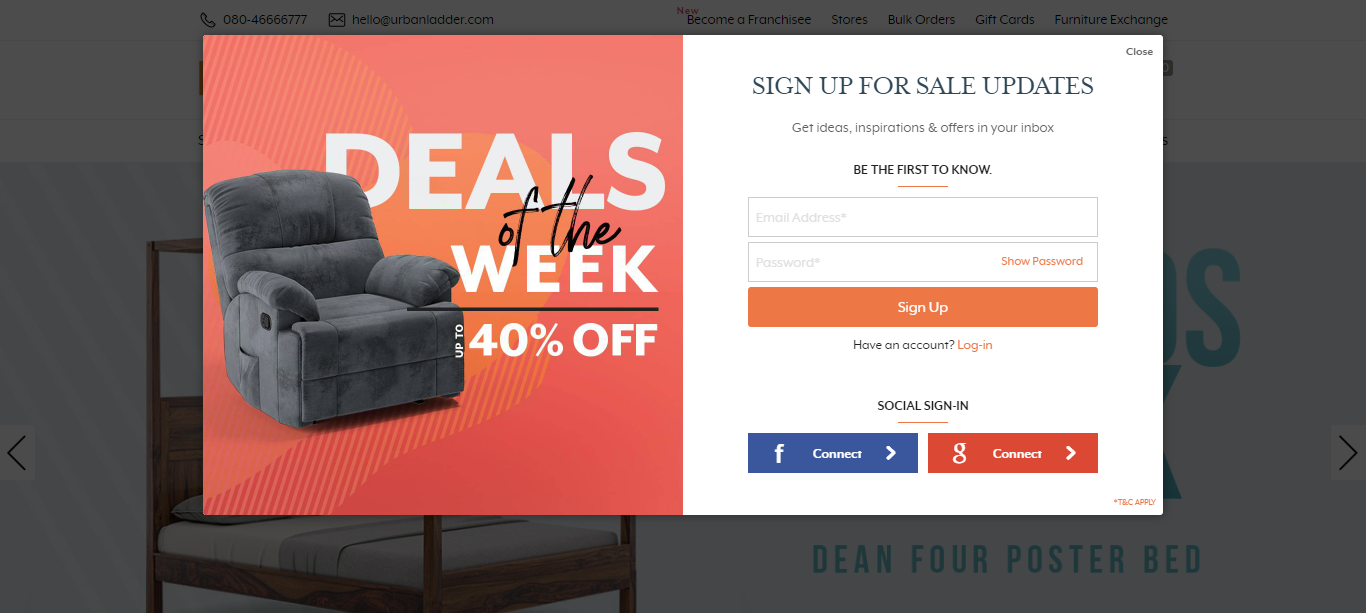 080-46666777
hello@urbanladder.com
New
Become a Franchisee
Stores
Bulk Orders
Gift Cards
Furniture Exchange
DEALS
of the
WEEK
UP TO
40% OFF
Close
SIGN UP FOR SALE UPDATES
Get ideas, inspirations & offers in your inbox
BE THE FIRST TO KNOW.
Email Address*
Password*
Show Password
Sign Up
Have an account? Log-in
SOCIAL SIGN-IN
f Connect
g Connect
*T&C APPLY
DEAN FOUR POSTER BED